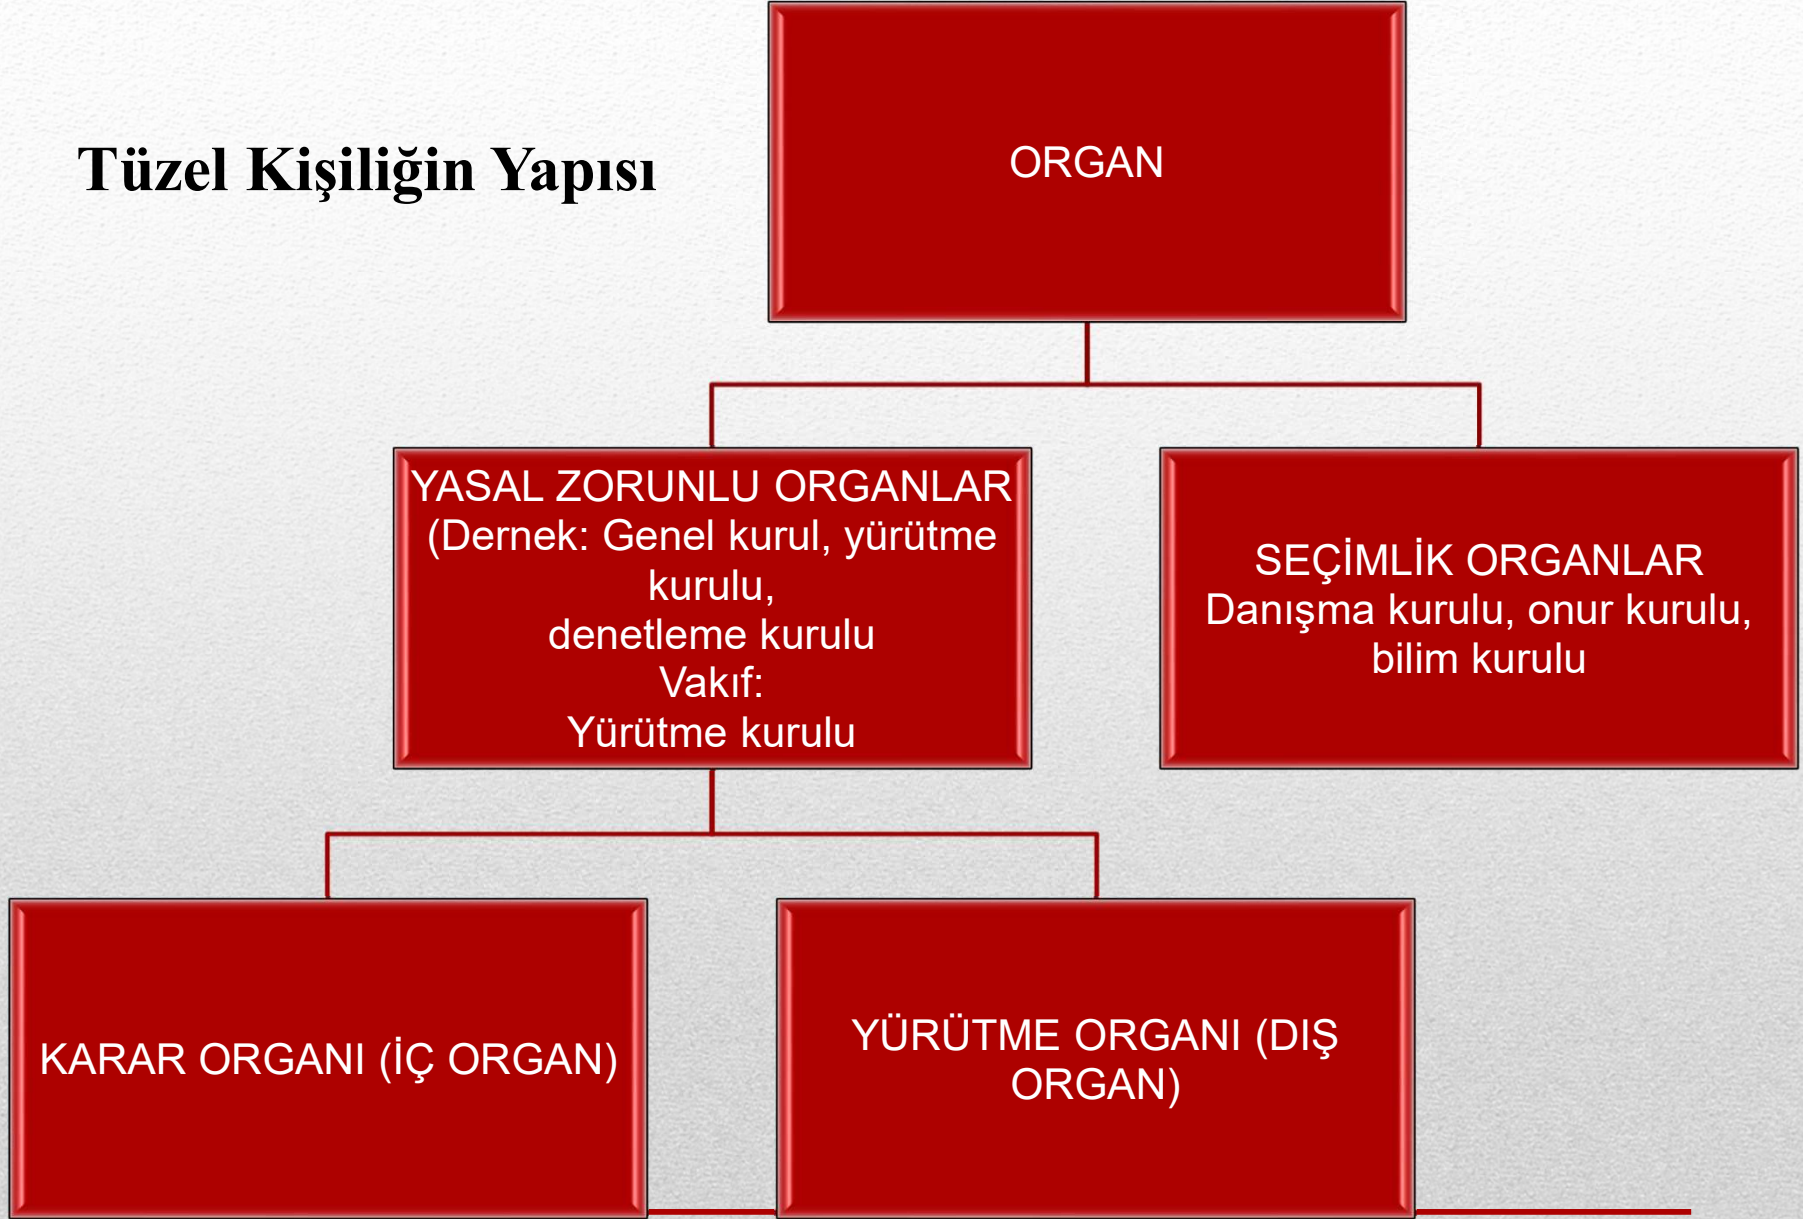 Tüzel Kişiliğin Yapısı
ORGAN
YASAL ZORUNLU ORGANLAR
(Dernek: Genel kurul, yürütme
kurulu,
denetleme kurulu
Vakıf:
Yürütme kurulu
SEÇİMLİK ORGANLAR
Danışma kurulu, onur kurulu,
bilim kurulu
KARAR ORGANI (İÇ ORGAN)
YÜRÜTME ORGANI (DIŞ
ORGAN)